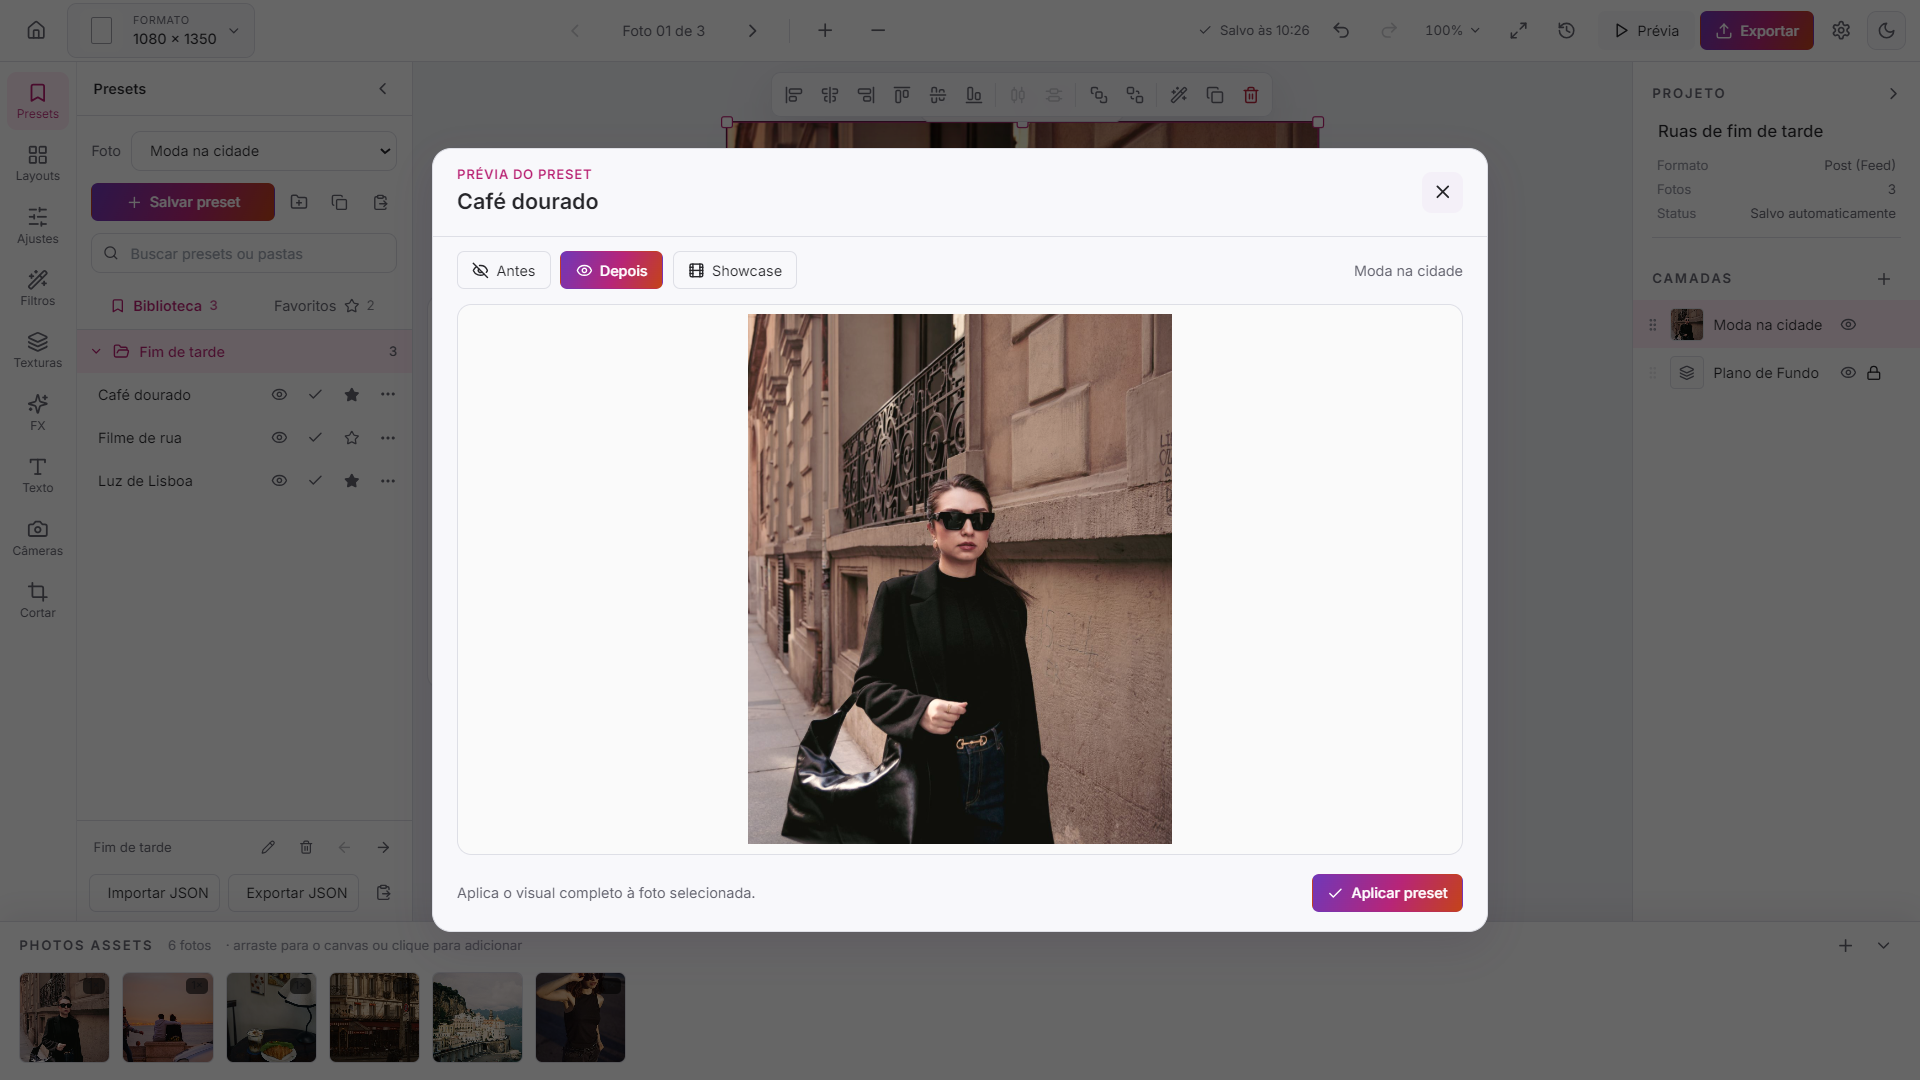 FORMATO
1080 × 1350
Foto 01 de 3
Salvo às 10:26
100%
Prévia
Exportar
Presets
Layouts
Ajustes
Filtros
Texturas
FX
Texto
Câmeras
Cortar
Presets
Foto
Moda na cidade
Salvar preset
Buscar presets ou pastas
Biblioteca 3
Favoritos 2
Fim de tarde 3
Café dourado
Filme de rua
Luz de Lisboa
Fim de tarde
Importar JSON
Exportar JSON
PRÉVIA DO PRESET
Café dourado
Antes
Depois
Showcase
Moda na cidade
Aplica o visual completo à foto selecionada.
Aplicar preset
PROJETO
Ruas de fim de tarde
Formato Post (Feed)
Fotos 3
Status Salvo automaticamente
CAMADAS
Moda na cidade
Plano de Fundo
PHOTOS ASSETS 6 fotos · arraste para o canvas ou clique para adicionar